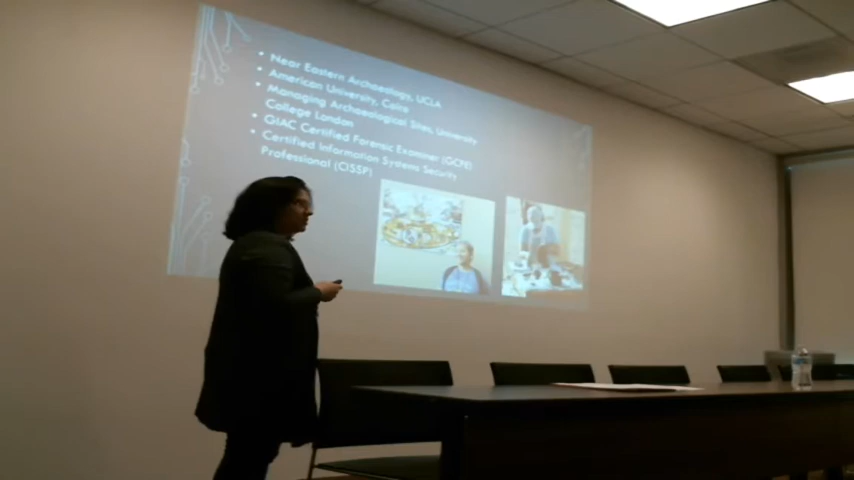 • Near Eastern Archaeology, UCLA
• American University, Cairo
• Managing Archaeological Sites, University
College London
• GIAC Certified Forensic Examiner (GCFE)
• Certified Information Systems Security
Professional (CISSP)